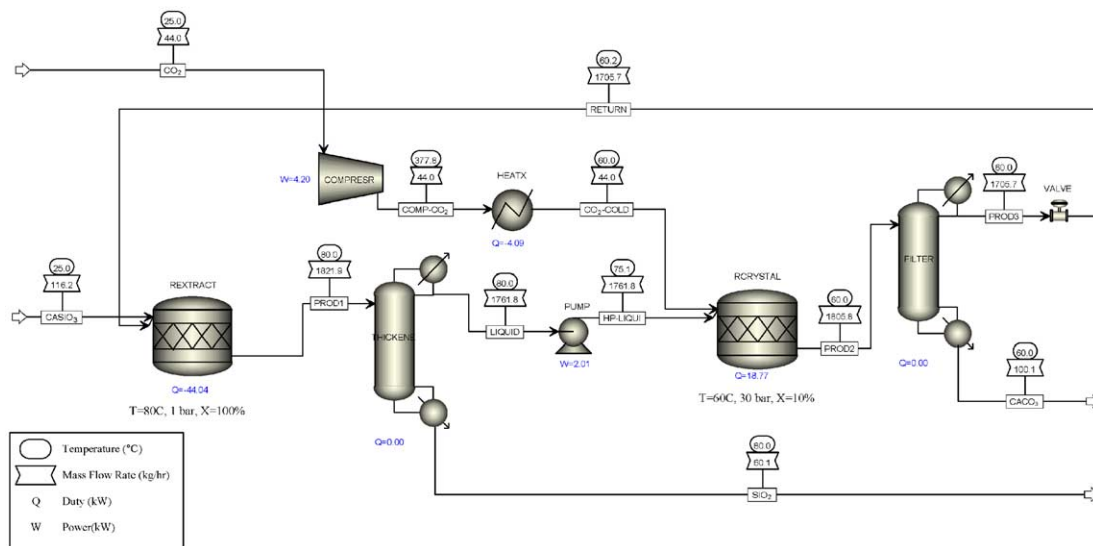 25.0
44.0
CO₂
60.2
1705.7
RETURN
W=4.20
COMPRESR
377.8
44.0
COMP-CO₂
HEATX
Q=-4.09
60.0
44.0
CO₂-COLD
60.0
1705.7
PROD3
VALVE
25.0
116.2
CASIO₃
REXTRACT
Q=-44.04
T=80C, 1 bar, X=100%
80.0
1821.9
PROD1
THICKENE
Q=0.00
80.0
1761.8
LIQUID
PUMP
W=2.01
75.1
1761.8
HP-LIQUI
RCRYSTAL
Q=18.77
T=60C, 30 bar, X=10%
60.0
1805.8
PROD2
FILTER
Q=0.00
60.0
100.1
CACO₃
80.0
60.1
SIO₂
Temperature (°C)
Mass Flow Rate (kg/hr)
Q Duty (kW)
W Power(kW)